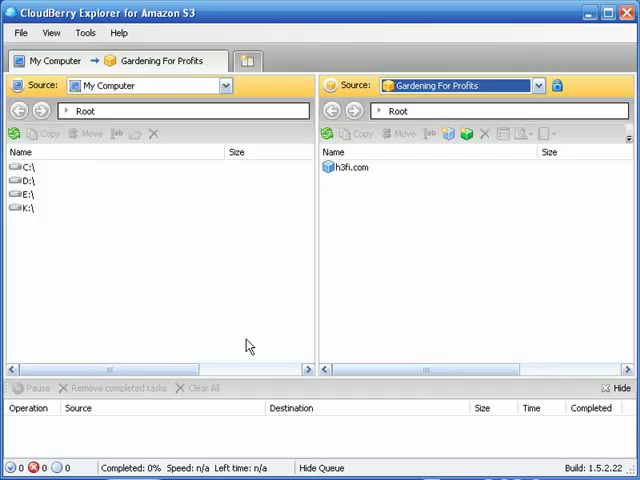 CloudBerry Explorer for Amazon S3
File View Tools Help
My Computer Gardening For Profits
Source: My Computer
Source: Gardening For Profits
Root
Root
Copy Move
Copy Move
Name Size
Name Size
C:\
D:\
E:\
K:\
h3fi.com
Pause Remove completed tasks Clear All Hide
Operation Source Destination Size Time Completed
0 0 0 Completed: 0% Speed: n/a Left time: n/a Hide Queue Build: 1.5.2.22